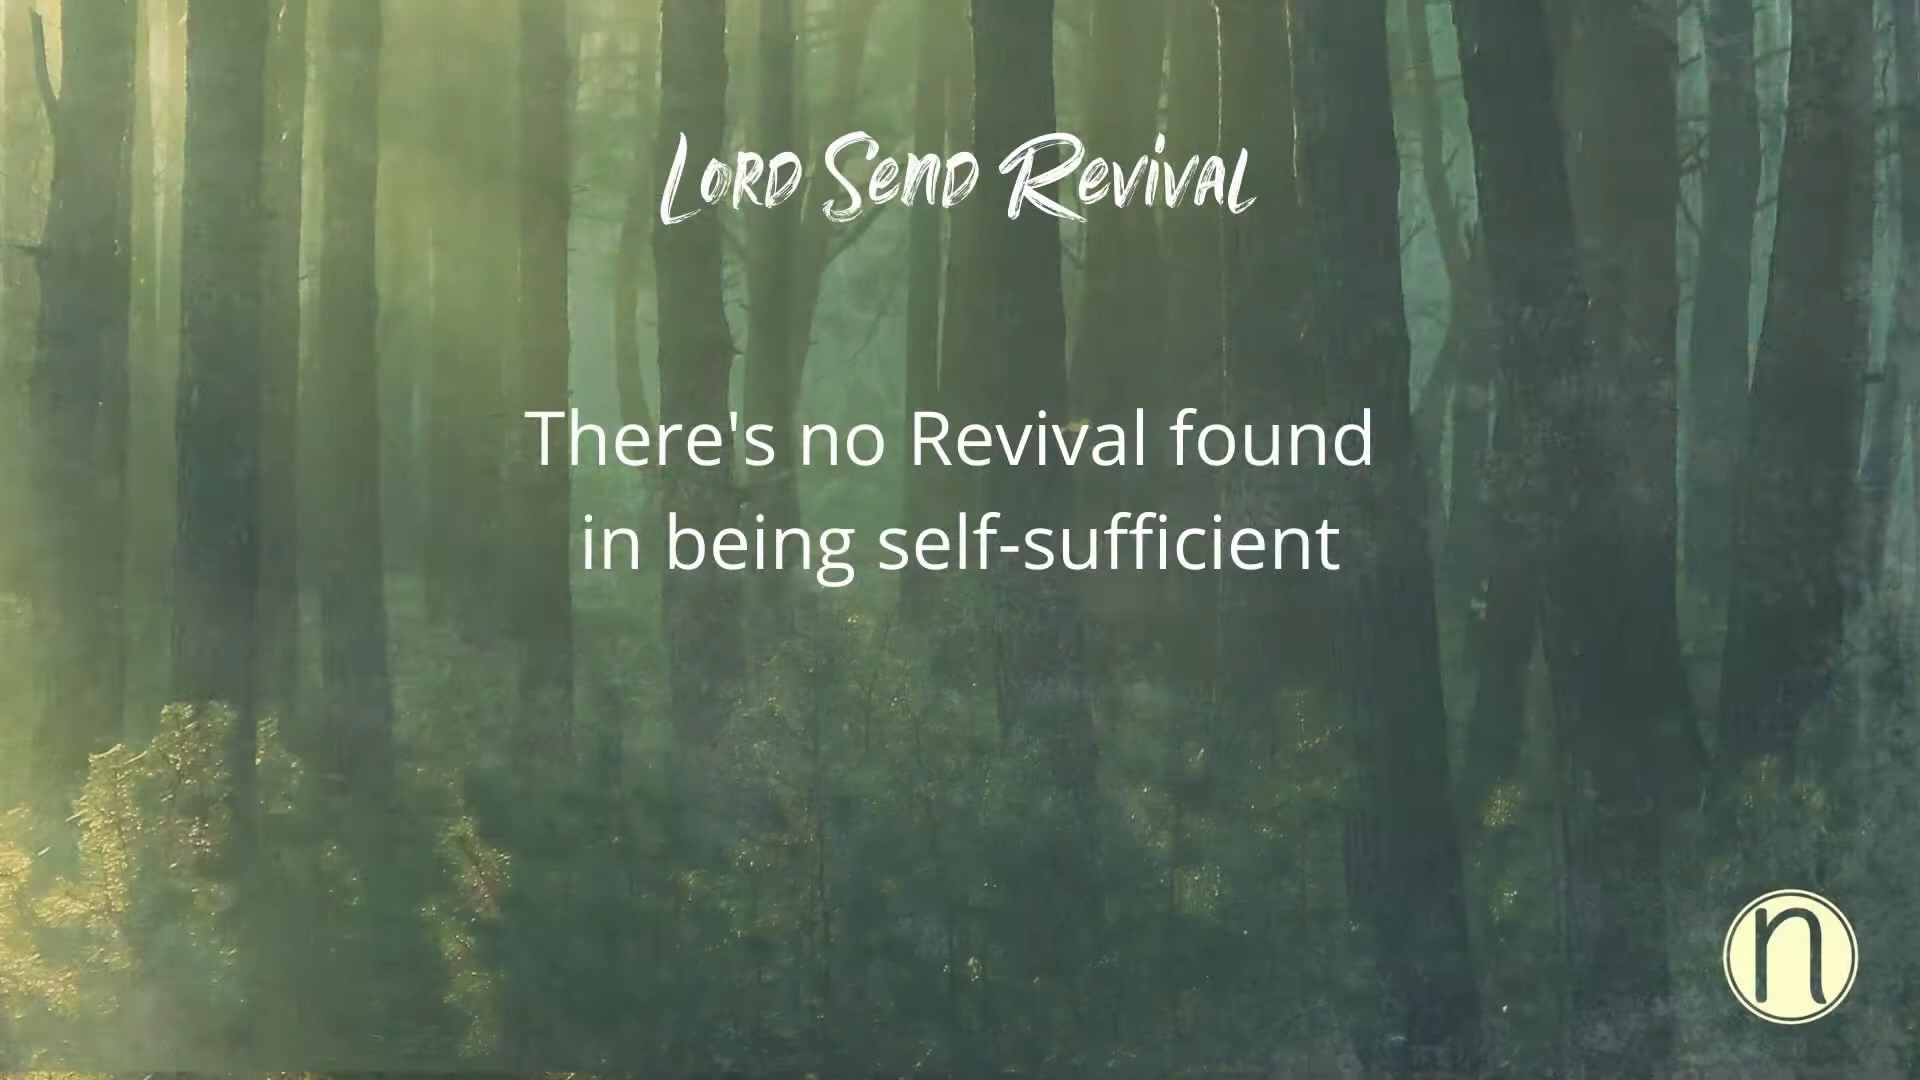 Lord Send Revival
There's no Revival found
in being self-sufficient
n